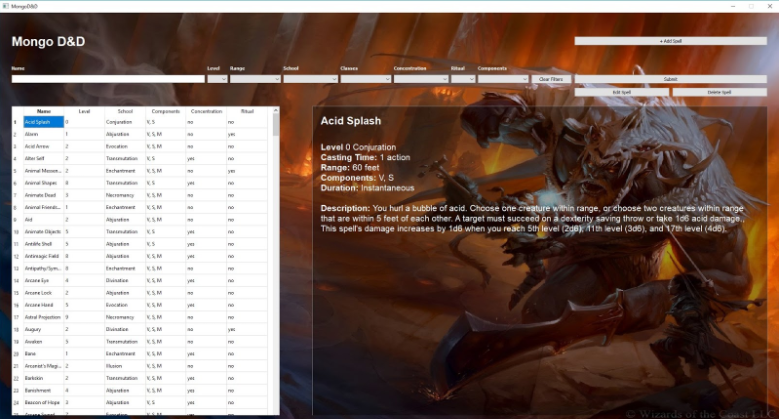 MongoD&D
Mongo D&D
+ Add Spell
Name Level Range School Classes Concentration Ritual Components
Clear Filters Submit
Edit Spell Delete Spell
Name Level School Components Concentration Ritual
1 Acid Splash 0 Conjuration V, S no no
2 Alarm 1 Abjuration V, S, M no yes
3 Acid Arrow 2 Evocation V, S, M no no
4 Alter Self 2 Transmutation V, S yes no
5 Animal Messen... 2 Enchantment V, S, M no yes
6 Animal Shapes 8 Transmutation V, S yes no
7 Animate Dead 3 Necromancy V, S, M no no
8 Animal Friends... 1 Enchantment V, S, M no no
9 Aid 2 Abjuration V, S, M no no
10 Animate Objects 5 Transmutation V, S yes no
11 Antilife Shell 5 Abjuration V, S yes no
12 Antimagic Field 8 Abjuration V, S, M yes no
13 Antipathy/Sym... 8 Enchantment V, S, M no no
14 Arcane Eye 4 Divination V, S, M yes no
15 Arcane Lock 2 Abjuration V, S, M no no
16 Arcane Hand 5 Evocation V, S, M yes no
17 Astral Projection 9 Necromancy V, S, M no no
18 Augury 2 Divination V, S, M no yes
19 Awaken 5 Transmutation V, S, M no no
20 Bane 1 Enchantment V, S, M yes no
21 Arcanist's Magi... 2 Illusion V, S, M no no
22 Barkskin 2 Transmutation V, S, M yes no
23 Banishment 4 Abjuration V, S, M yes no
24 Beacon of Hope 3 Abjuration V, S yes no
Acid Splash
Level 0 Conjuration
Casting Time: 1 action
Range: 60 feet
Components: V, S
Duration: Instantaneous
Description: You hurl a bubble of acid. Choose one creature within range, or choose two creatures within range
that are within 5 feet of each other. A target must succeed on a dexterity saving throw or take 1d6 acid damage.
This spell's damage increases by 1d6 when you reach 5th level (2d6), 11th level (3d6), and 17th level (4d6).
© Wizards of the Coast LLC